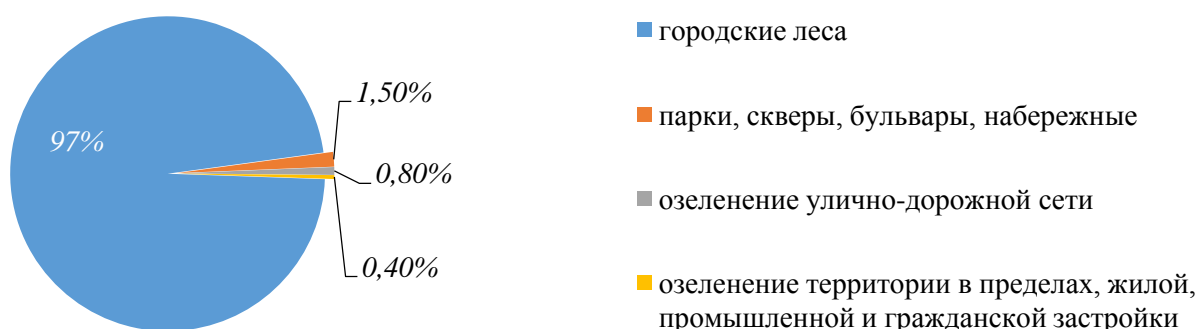 97%
1,50%
0,80%
0,40%
городские леса
парки, скверы, бульвары, набережные
озеленение улично-дорожной сети
озеленение территории в пределах, жилой,
промышленной и гражданской застройки